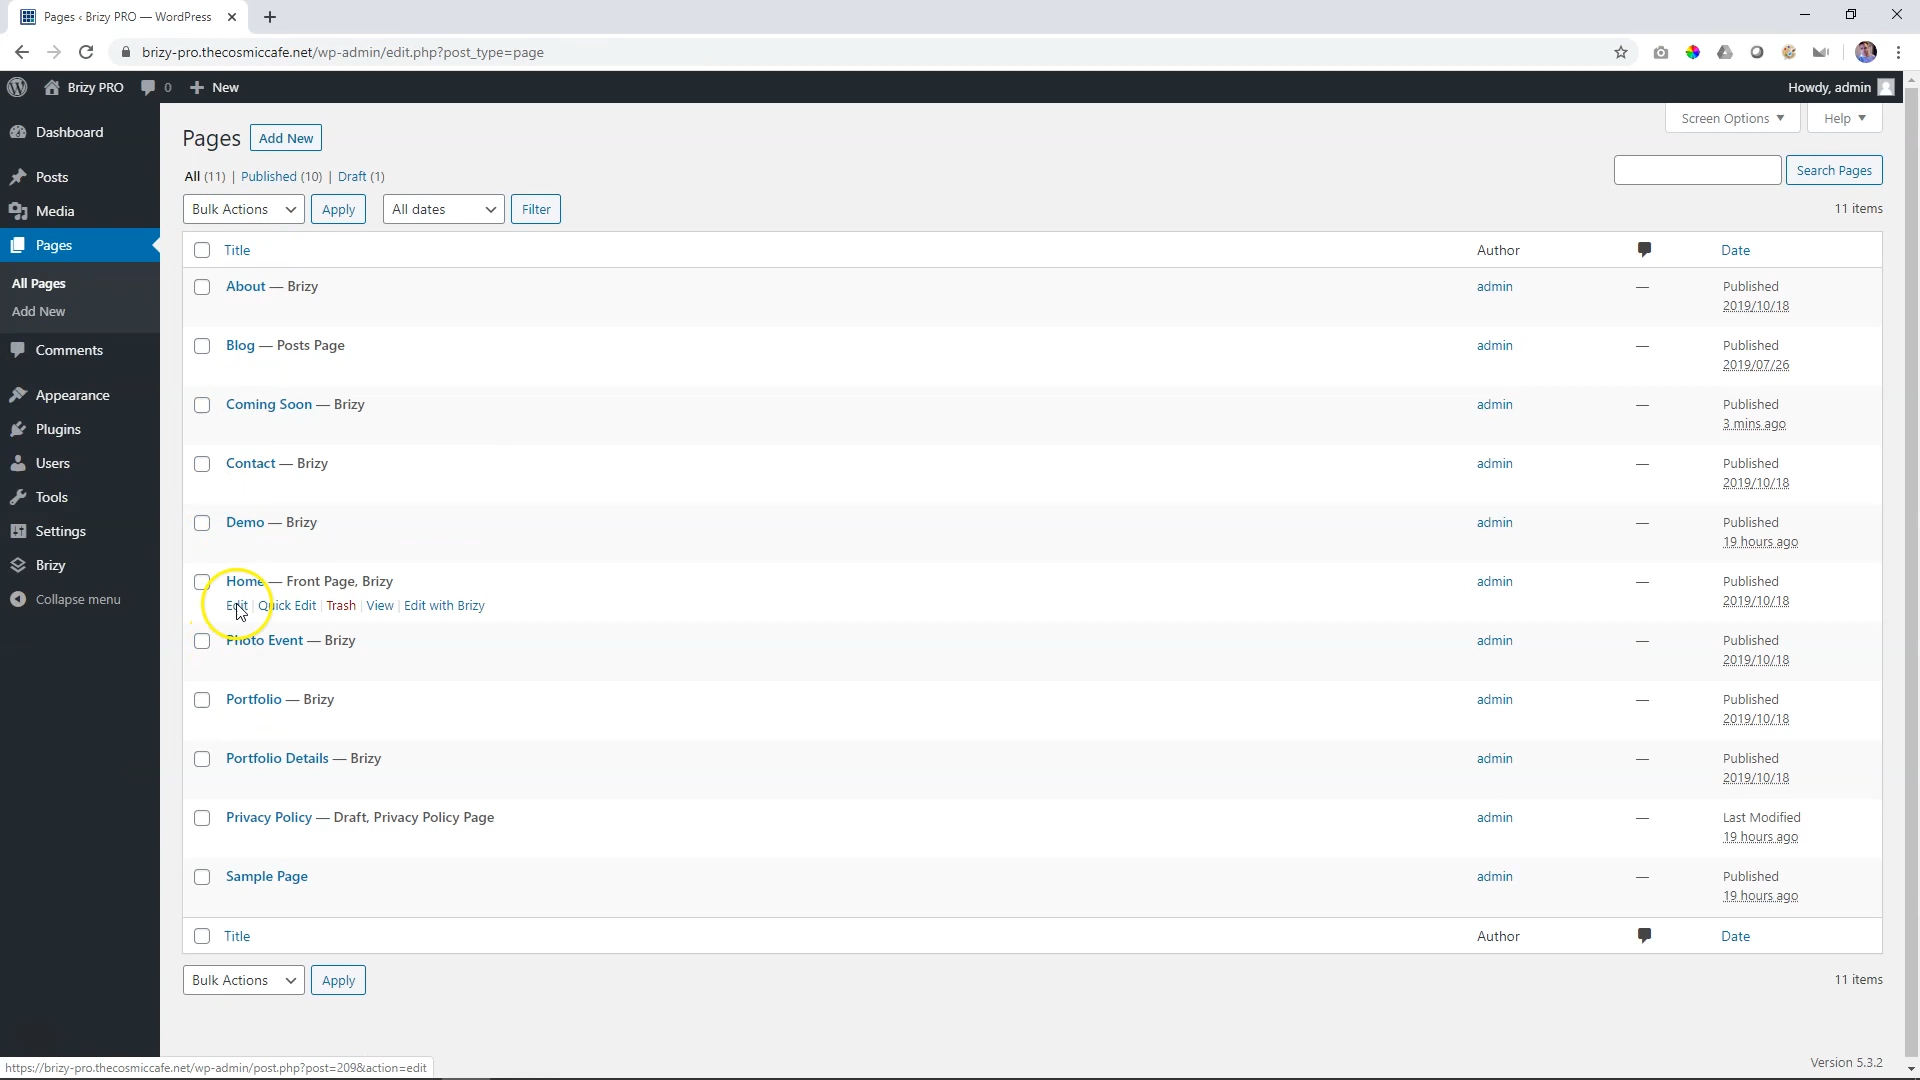 Pages ‹ Brizy PRO — WordPress
brizy-pro.thecosmiccafe.net/wp-admin/edit.php?post_type=page
Brizy PRO 0 New Howdy, admin
Screen Options Help
Dashboard
Posts
Media
Pages
All Pages
Add New
Comments
Appearance
Plugins
Users
Tools
Settings
Brizy
Collapse menu
Pages Add New
All (11) | Published (10) | Draft (1)
Search Pages
Bulk Actions Apply All dates Filter 11 items
Title Author Date
About — Brizy admin — Published
2019/10/18
Blog — Posts Page admin — Published
2019/07/26
Coming Soon — Brizy admin — Published
3 mins ago
Contact — Brizy admin — Published
2019/10/18
Demo — Brizy admin — Published
19 hours ago
Home — Front Page, Brizy admin — Published
Edit | Quick Edit | Trash | View | Edit with Brizy 2019/10/18
Photo Event — Brizy admin — Published
2019/10/18
Portfolio — Brizy admin — Published
2019/10/18
Portfolio Details — Brizy admin — Published
2019/10/18
Privacy Policy — Draft, Privacy Policy Page admin — Last Modified
19 hours ago
Sample Page admin — Published
19 hours ago
Title Author Date
Bulk Actions Apply 11 items
Version 5.3.2
https://brizy-pro.thecosmiccafe.net/wp-admin/post.php?post=209&action=edit